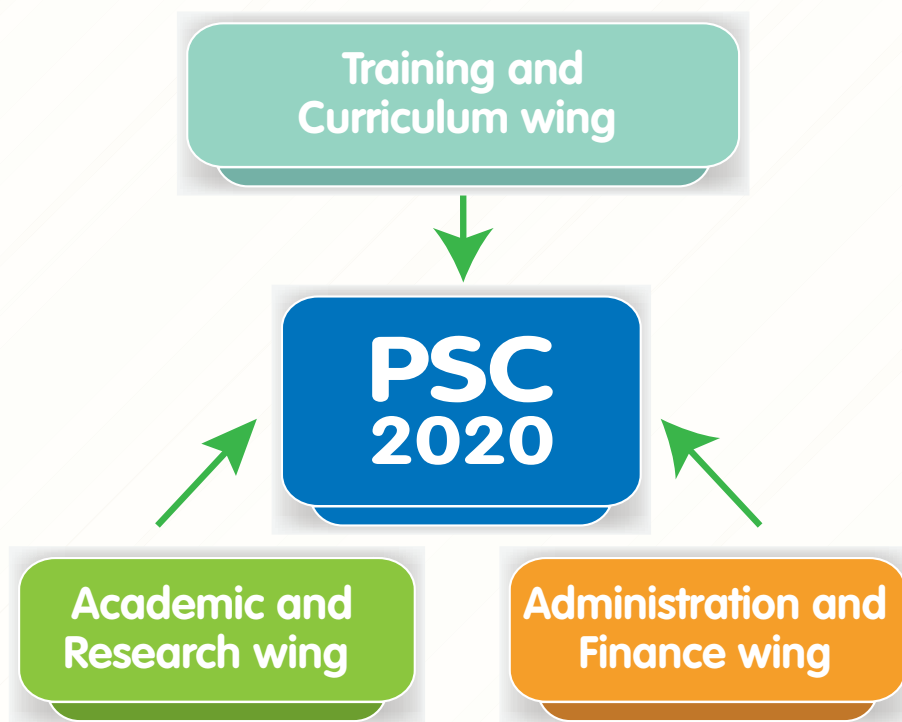 Training and
Curriculum wing
PSC
2020
Academic and
Research wing
Administration and
Finance wing